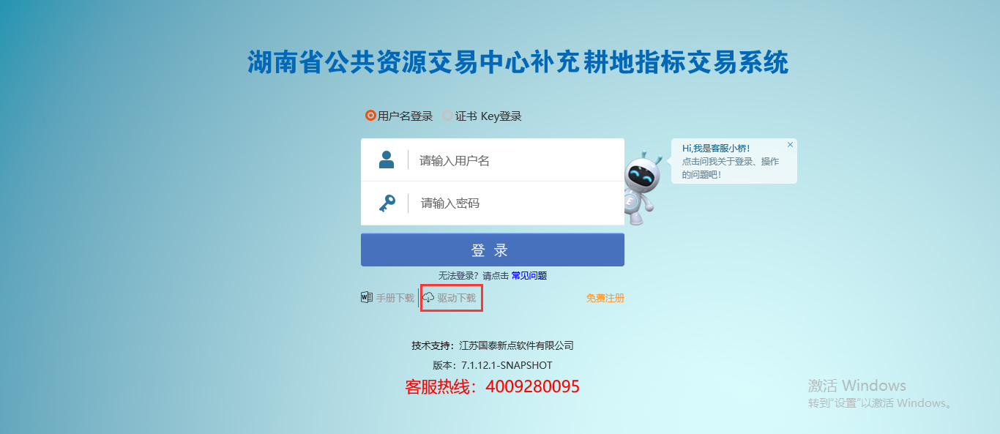 湖南省公共资源交易中心补充耕地指标交易系统
用户名登录 证书 Key登录
请输入用户名
请输入密码
Hi,我是客服小桥！
点击问我关于登录、操作
的问题吧！
E
登 录
无法登录？请点击 常见问题
W 手册下载 驱动下载 免费注册
技术支持：江苏国泰新点软件有限公司
版本：7.1.12.1-SNAPSHOT
客服热线：4009280095
激活 Windows
转到"设置"以激活 Windows。